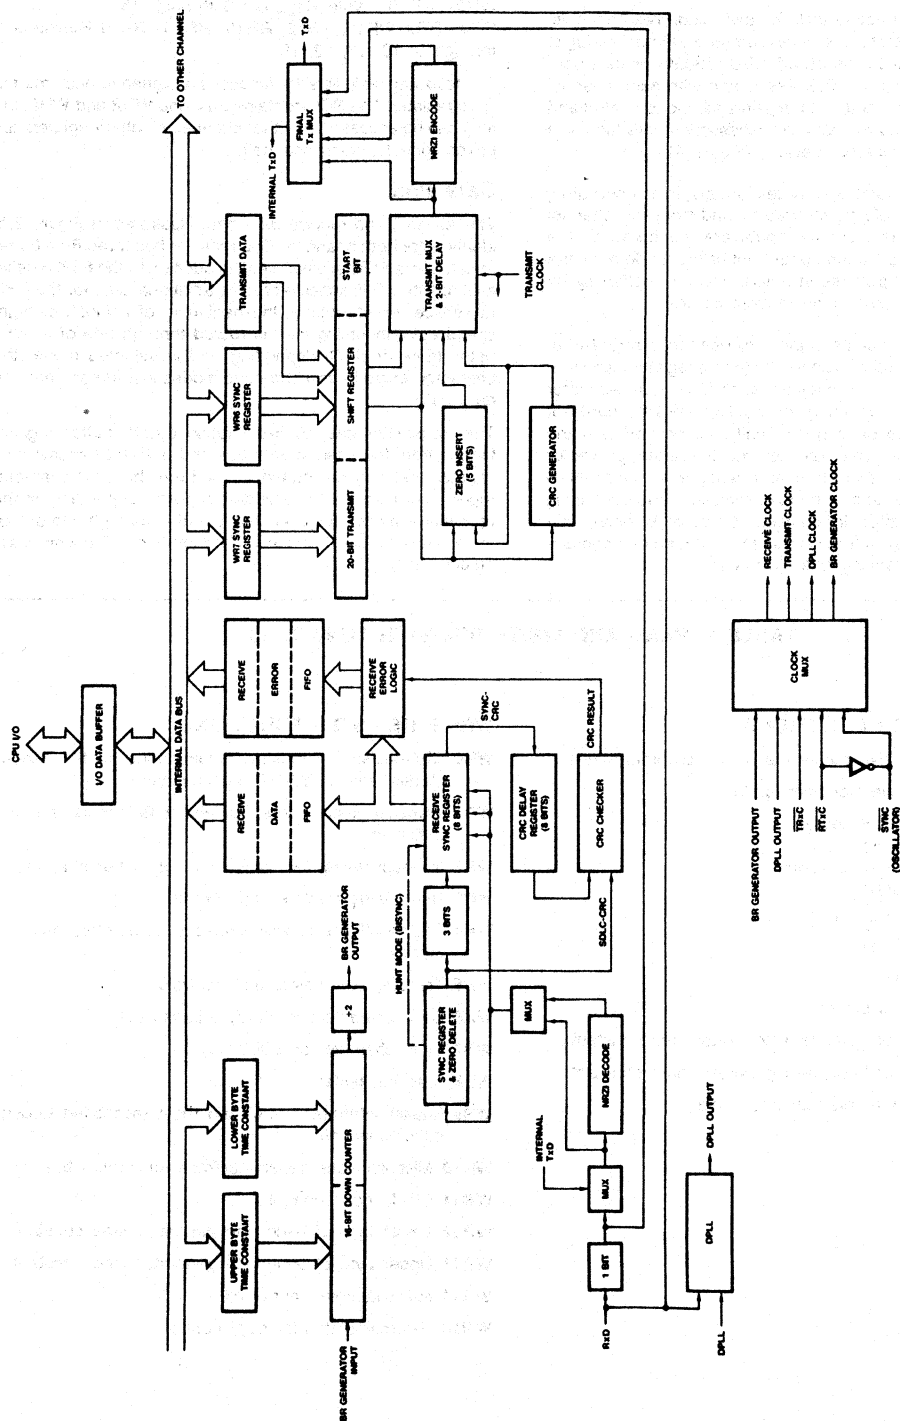 CPU I/O
I/O DATA BUFFER
INTERNAL DATA BUS
TO OTHER CHANNEL
UPPER BYTE
TIME CONSTANT
LOWER BYTE
TIME CONSTANT
RECEIVE
DATA
FIFO
RECEIVE
ERROR
FIFO
WR7 SYNC
REGISTER
WR6 SYNC
REGISTER
TRANSMIT DATA
BR GENERATOR
INPUT
16-BIT DOWN COUNTER
÷2
BR GENERATOR
OUTPUT
RECEIVE
ERROR
LOGIC
20-BIT TRANSMIT
SHIFT REGISTER
START
BIT
INTERNAL TxD
FINAL
Tx MUX
TxD
HUNT MODE (BISYNC)
SYNC REGISTER
& ZERO DELETE
3 BITS
RECEIVE
SYNC REGISTER
(8 BITS)
SYNC-
CRC
TRANSMIT MUX
& 2-BIT DELAY
NRZI ENCODE
ZERO INSERT
(5 BITS)
TRANSMIT
CLOCK
MUX
CRC DELAY
REGISTER
(8 BITS)
CRC GENERATOR
INTERNAL
TxD
NRZI DECODE
SDLC-CRC
CRC CHECKER
CRC RESULT
RxD
1 BIT
MUX
DPLL
DPLL
DPLL OUTPUT
BR GENERATOR OUTPUT
DPLL OUTPUT
TRxC
RTxC
SYNC
(OSCILLATOR)
CLOCK
MUX
RECEIVE CLOCK
TRANSMIT CLOCK
DPLL CLOCK
BR GENERATOR CLOCK